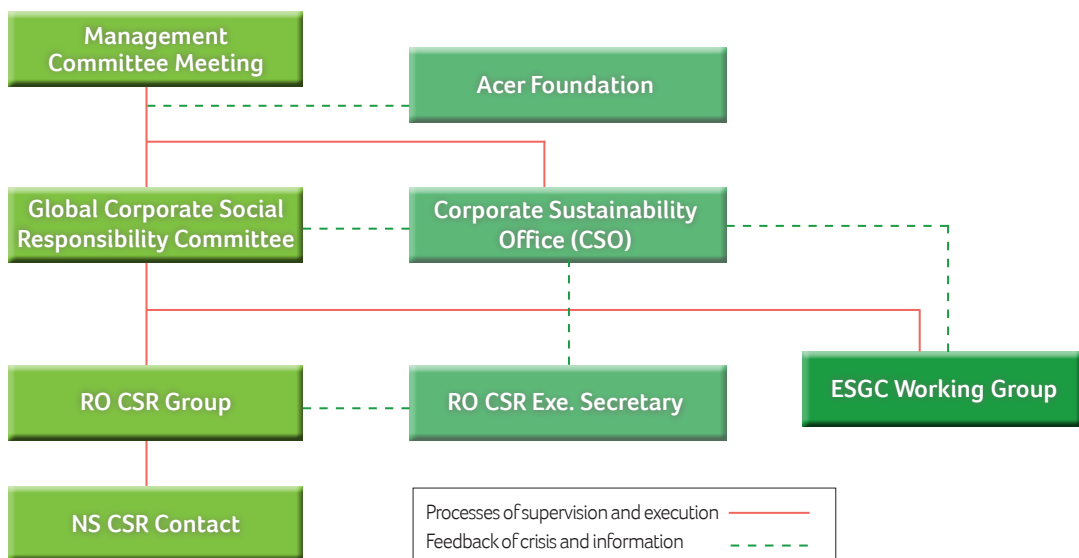 Management
Committee Meeting
Acer Foundation
Global Corporate Social
Responsibility Committee
Corporate Sustainability
Office (CSO)
ESGC Working Group
RO CSR Group
RO CSR Exe. Secretary
NS CSR Contact
Processes of supervision and execution
Feedback of crisis and information